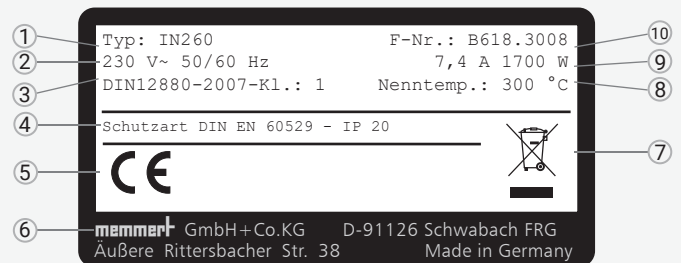 ① Typ: IN260 F-Nr.: B618.3008 ⑩
② 230 V~ 50/60 Hz 7,4 A 1700 W ⑨
③ DIN12880-2007-Kl.: 1 Nenntemp.: 300 °C ⑧
④ Schutzart DIN EN 60529 - IP 20
⑤ CE ⑦
⑥ memmert GmbH+Co.KG D-91126 Schwabach FRG
Äußere Rittersbacher Str. 38 Made in Germany